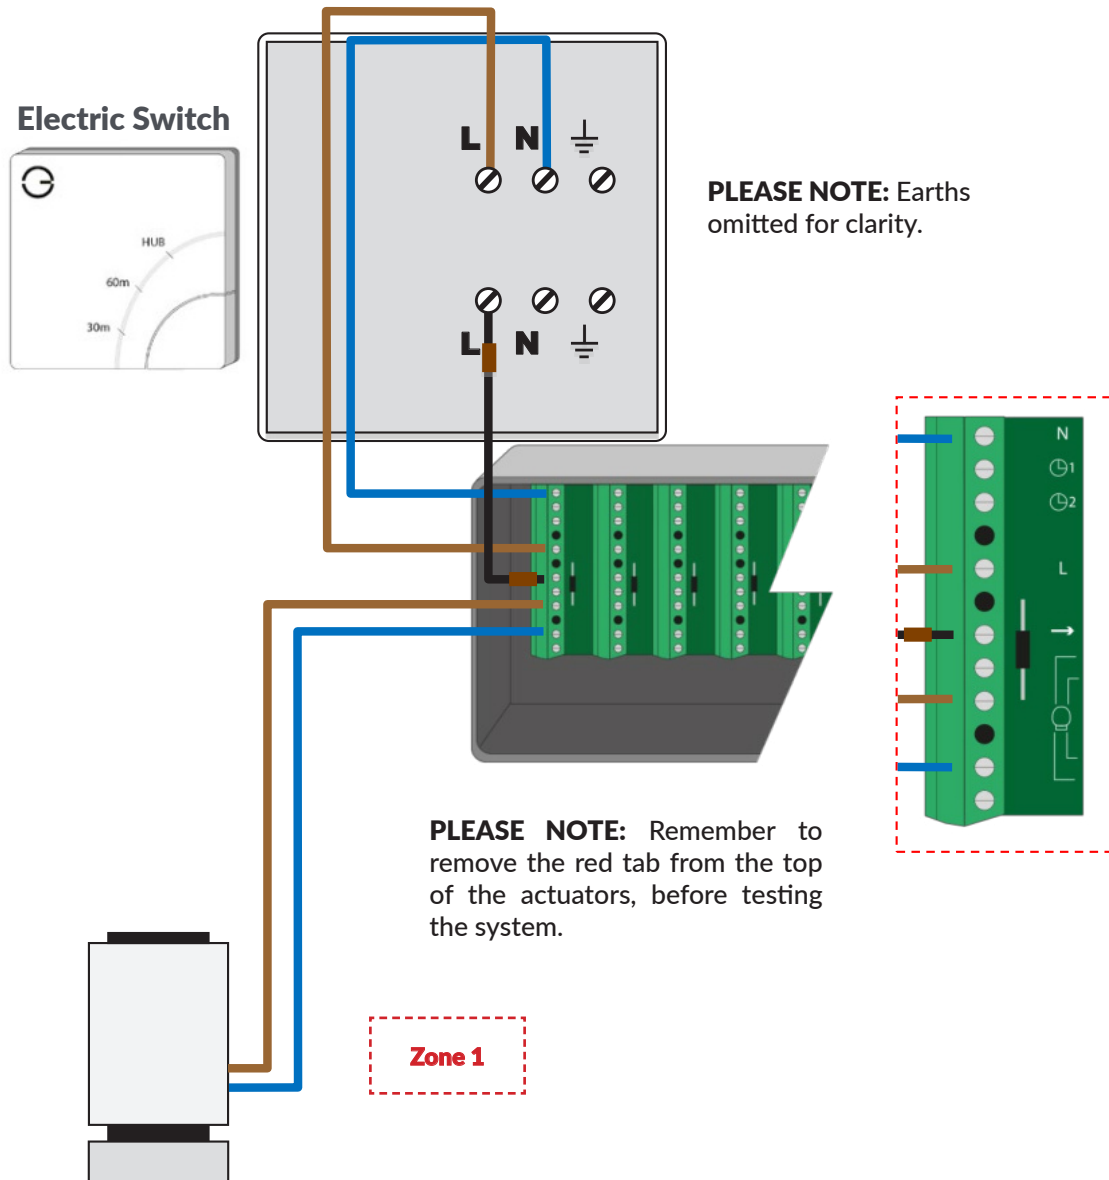 Electric Switch
HUB
60m
30m
L N
L N
PLEASE NOTE: Earths
omitted for clarity.
N
1
2
L
PLEASE NOTE: Remember to
remove the red tab from the top
of the actuators, before testing
the system.
Zone 1